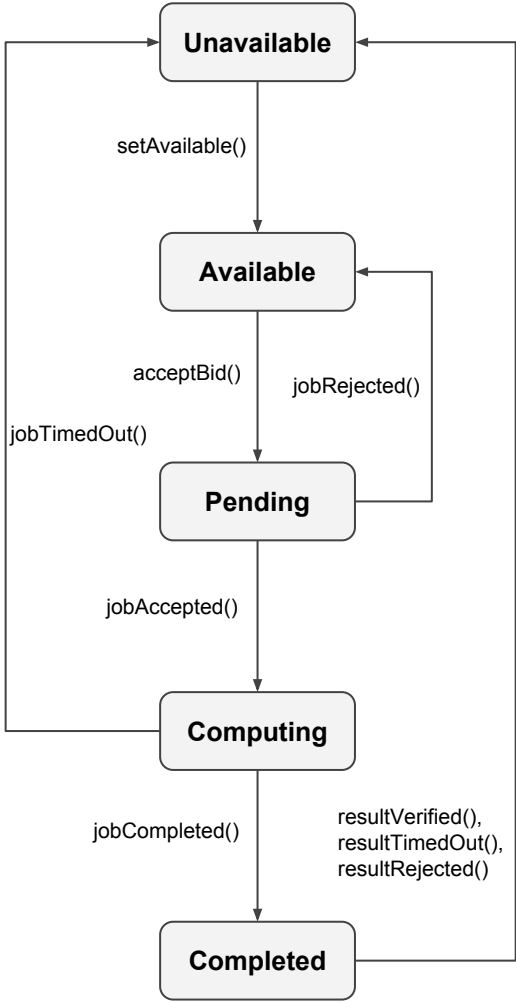 Unavailable
setAvailable()
Available
acceptBid()
jobRejected()
jobTimedOut()
Pending
jobAccepted()
Computing
jobCompleted()
resultVerified(),
resultTimedOut(),
resultRejected()
Completed